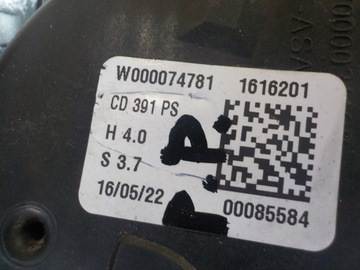 W000074781 1616201
CD 391 PS
H 4.0
S 3.7
16/05/22 00085584